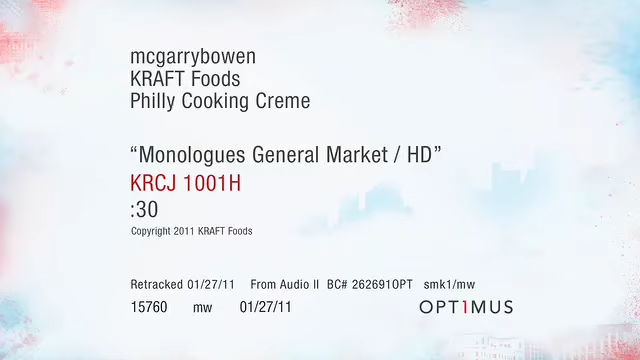 mcgarrybowen
KRAFT Foods
Philly Cooking Creme
“Monologues General Market / HD”
KRCJ 1001H
:30
Copyright 2011 KRAFT Foods
Retracked 01/27/11 From Audio II BC# 262691OPT smk1/mw
15760 mw 01/27/11 OPT1MUS